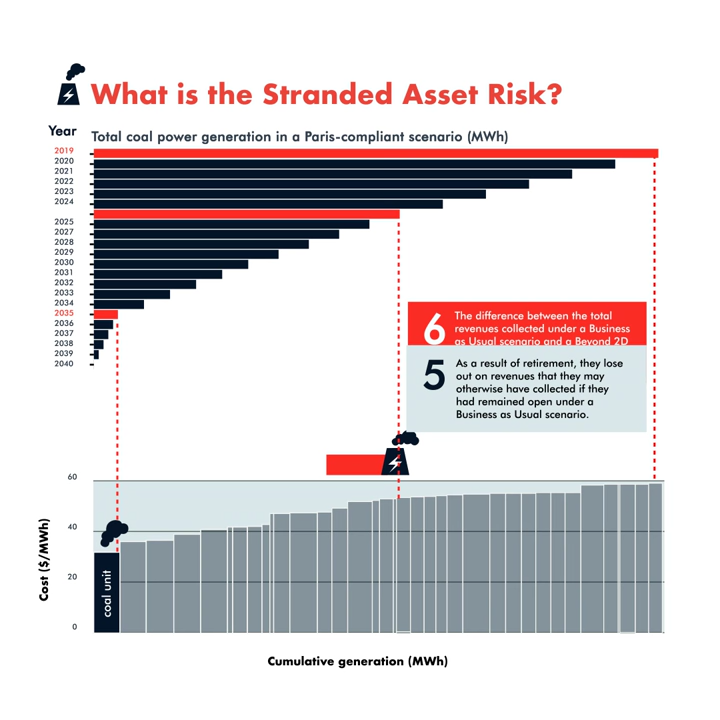 What is the Stranded Asset Risk?
Year
Total coal power generation in a Paris-compliant scenario (MWh)
2019
2020
2021
2022
2023
2024
2025
2027
2028
2029
2030
2031
2032
2033
2034
2035
2036
2037
2038
2039
2040
6
The difference between the total
revenues collected under a Business
as Usual scenario and a Beyond 2D
5
As a result of retirement, they lose
out on revenues that they may
otherwise have collected if they
had remained open under a
Business as Usual scenario.
60
40
20
0
Cost ($/MWh)
coal unit
Cumulative generation (MWh)